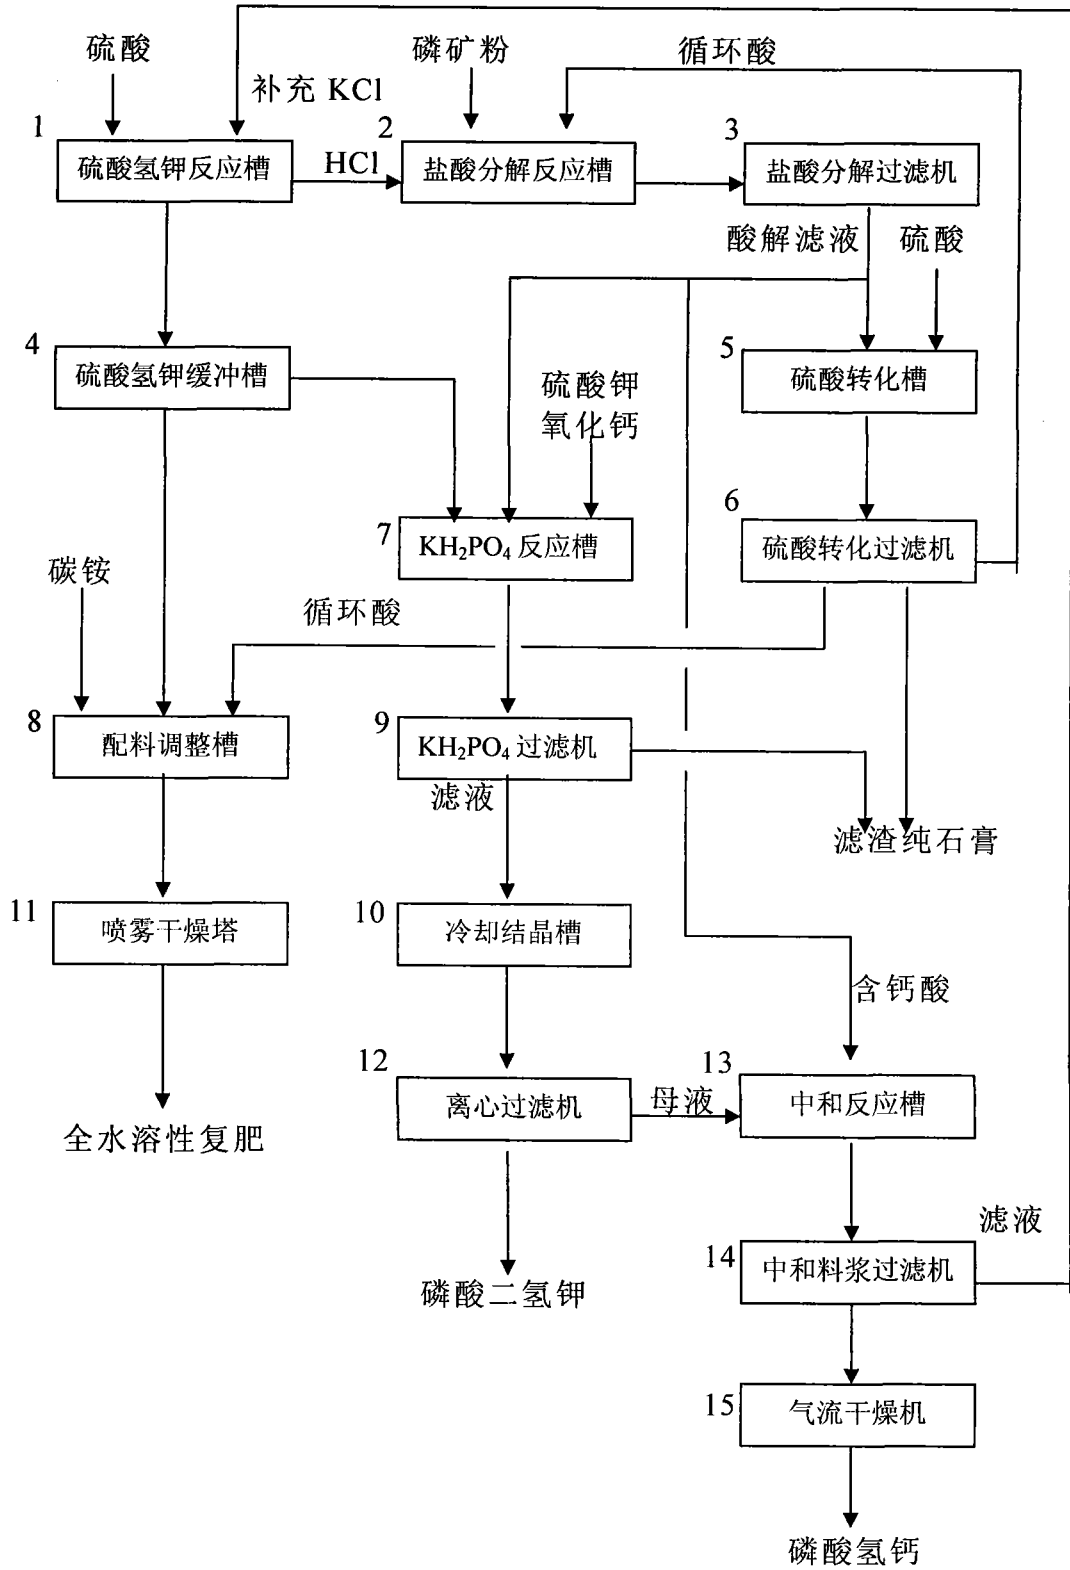 硫酸
磷矿粉
循环酸
补充 KCl
1
2
3
硫酸氢钾反应槽
HCl
盐酸分解反应槽
盐酸分解过滤机
酸解滤液
硫酸
4
硫酸氢钾缓冲槽
5
硫酸转化槽
硫酸钾
氧化钙
6
硫酸转化过滤机
7
KH₂PO₄ 反应槽
碳铵
循环酸
8
配料调整槽
9
KH₂PO₄ 过滤机
滤液
滤渣纯石膏
11
喷雾干燥塔
10
冷却结晶槽
含钙酸
12
离心过滤机
母液
13
中和反应槽
全水溶性复肥
滤液
14
中和料浆过滤机
磷酸二氢钾
15
气流干燥机
磷酸氢钙